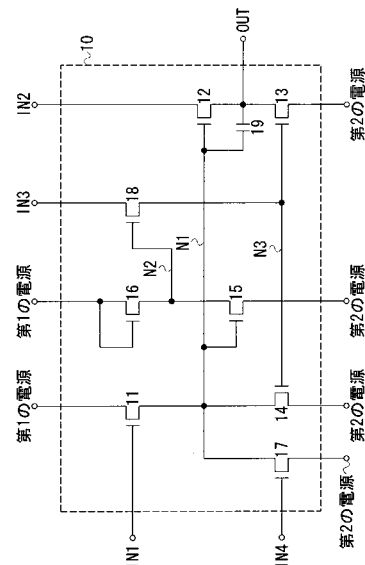 10
IN2
IN3
第1の電源
第1の電源
OUT
12
19
13
18
N1
N2
N3
16
15
11
14
17
IN1
IN4
第2の電源
第2の電源
第2の電源
第2の電源